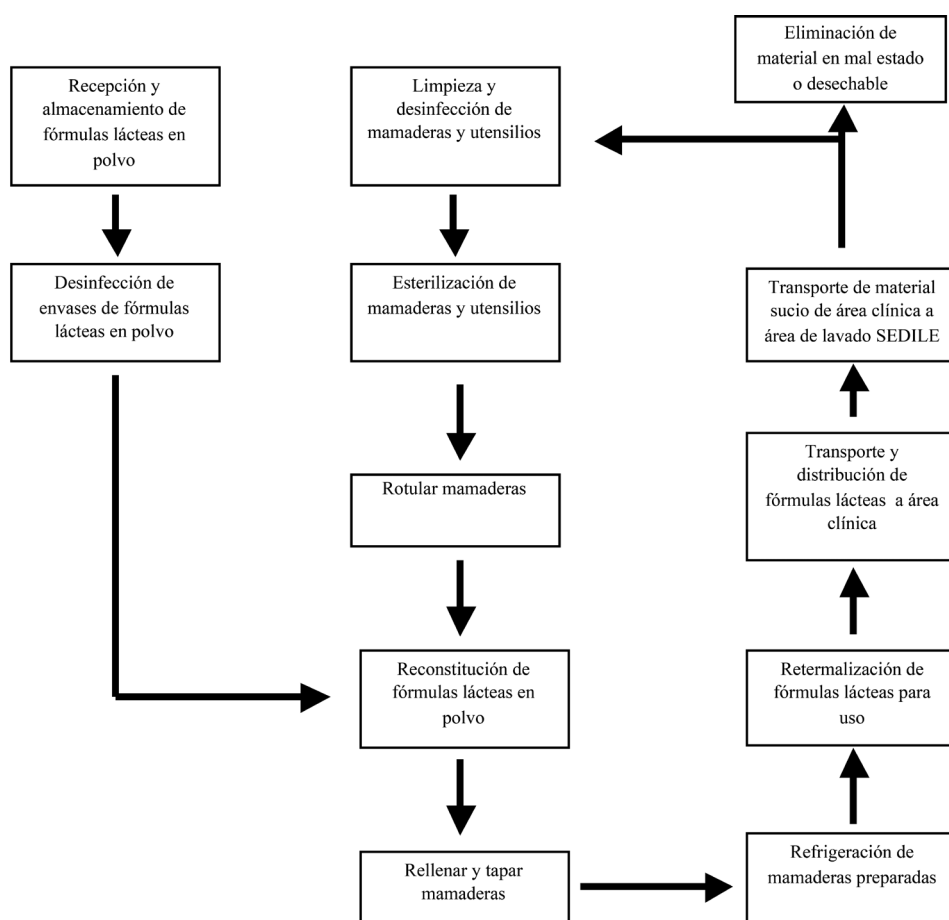 Recepción y
almacenamiento de
fórmulas lácteas en
polvo
Desinfección de
envases de fórmulas
lácteas en polvo
Limpieza y
desinfección de
mamaderas y utensilios
Esterilización de
mamaderas y utensilios
Rotular mamaderas
Reconstitución de
fórmulas lácteas en
polvo
Rellenar y tapar
mamaderas
Refrigeración de
mamaderas preparadas
Retermalización de
fórmulas lácteas para
uso
Transporte y
distribución de
fórmulas lácteas a área
clínica
Transporte de material
sucio de área clínica a
área de lavado SEDILE
Eliminación de
material en mal estado
o desechable